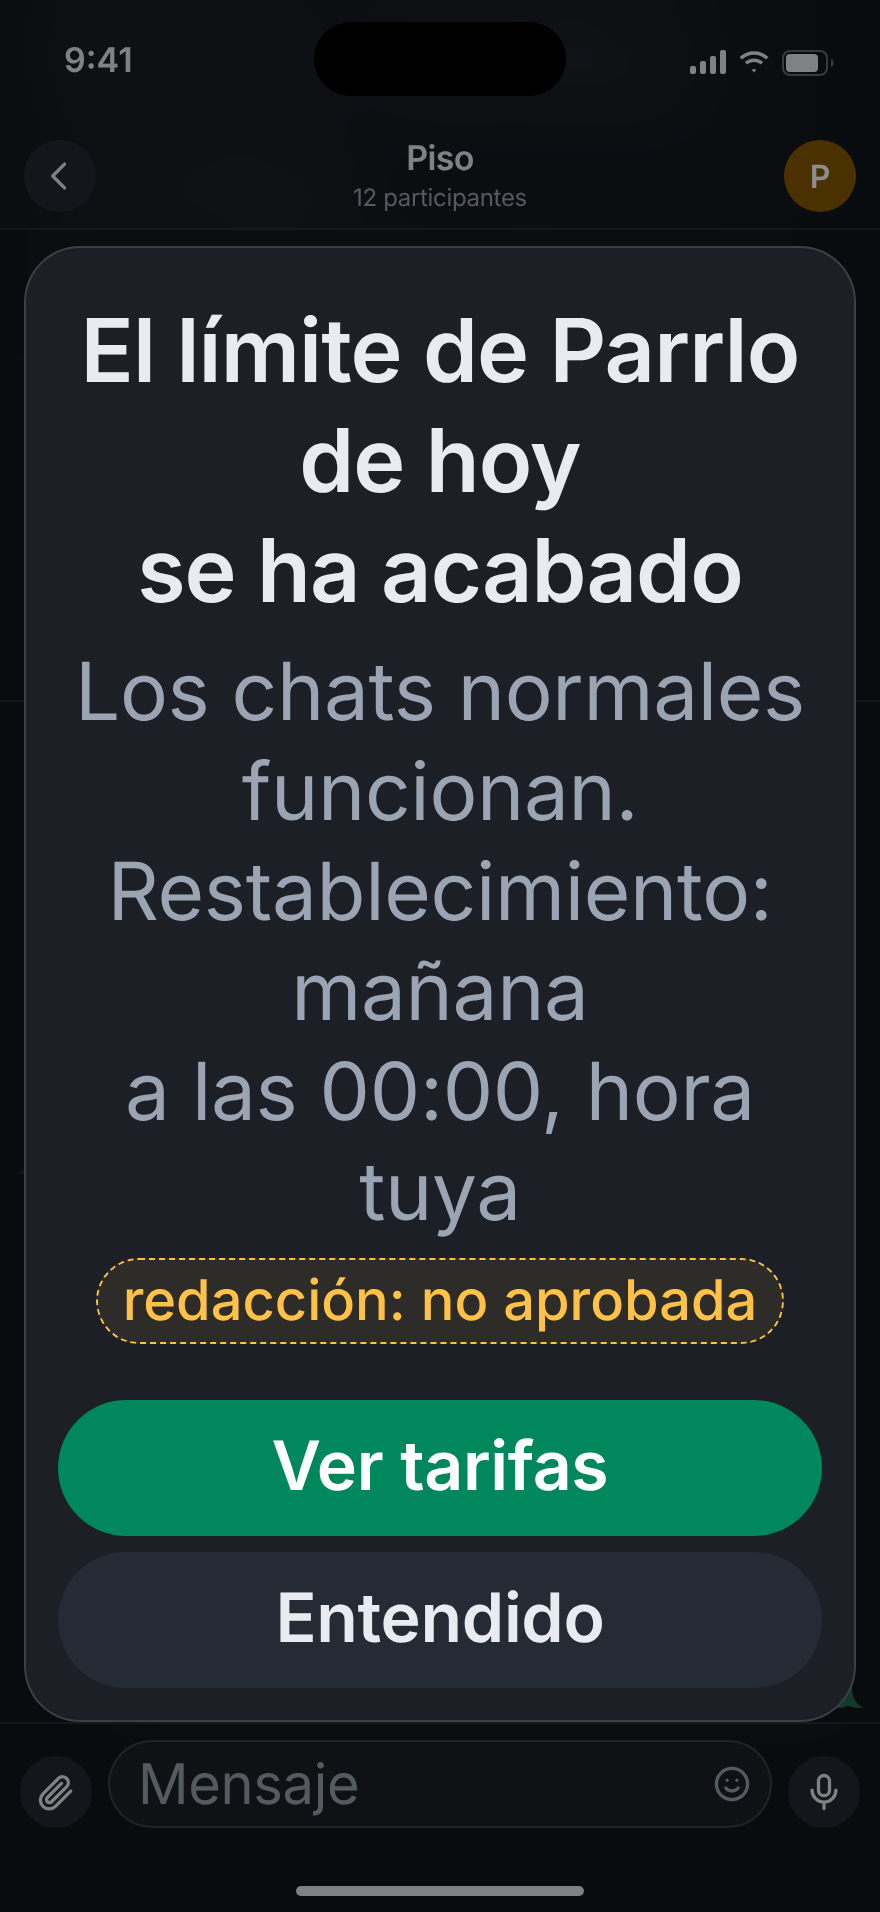 9:41
Piso
12 participantes
P
El límite de Parrlo
de hoy
se ha acabado
Los chats normales
funcionan.
Restablecimiento:
mañana
a las 00:00, hora
tuya
redacción: no aprobada
Ver tarifas
Entendido
Mensaje